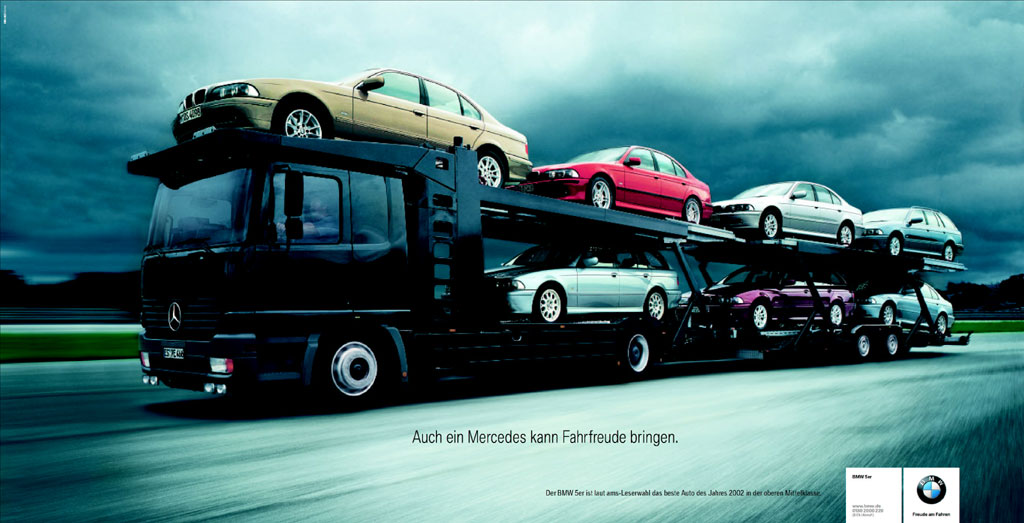 Auch ein Mercedes kann Fahrfreude bringen.
Der BMW 5er ist laut ams-Leserwahl das beste Auto des Jahres 2002 in der oberen Mittelklasse.
BMW 5er
www.bmw.de
BMW
Freude am Fahren